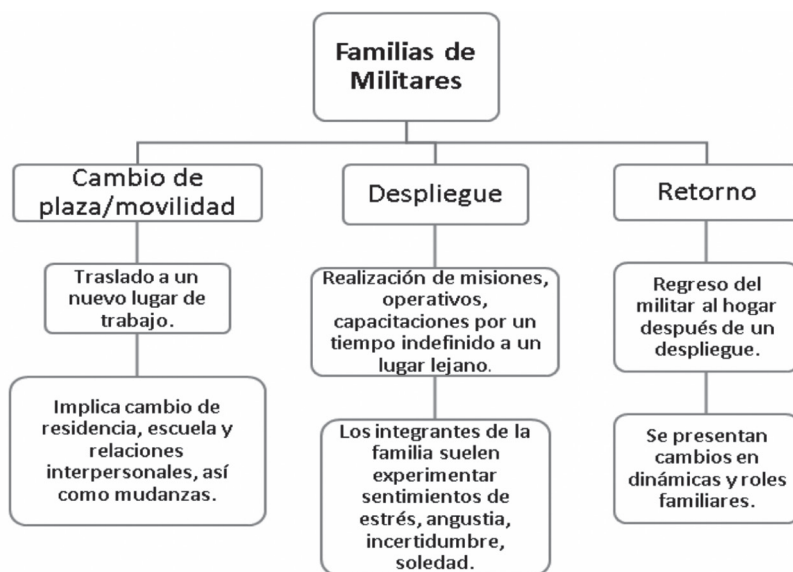 Familias de
Militares
Cambio de
plaza/movilidad
Traslado a un
nuevo lugar de
trabajo.
Implica cambio de
residencia, escuela y
relaciones
interpersonales, así
como mudanzas.
Despliegue
Realización de misiones,
operativos,
capacitaciones por un
tiempo indefinido a un
lugar lejano.
Los integrantes de la
familia suelen
experimentar
sentimientos de
estrés, angustia,
incertidumbre,
soledad.
Retorno
Regreso del
militar al hogar
después de un
despliegue.
Se presentan
cambios en
dinámicas y roles
familiares.